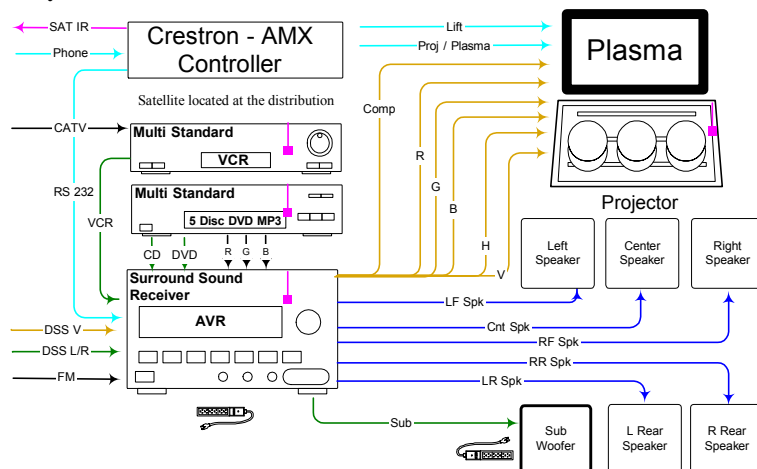 SAT IR
Phone
Crestron - AMX
Controller
Lift
Proj / Plasma
Plasma
Satellite located at the distribution
Comp
CATV
Multi Standard
VCR
R
G
B
RS 232
VCR
Multi Standard
5 Disc DVD MP3
H
V
Projector
CD
DVD
R
G
B
Left
Speaker
Center
Speaker
Right
Speaker
Surround Sound
Receiver
AVR
LF Spk
Cnt Spk
RF Spk
RR Spk
LR Spk
DSS V
DSS L/R
FM
Sub
Sub
Woofer
L Rear
Speaker
R Rear
Speaker